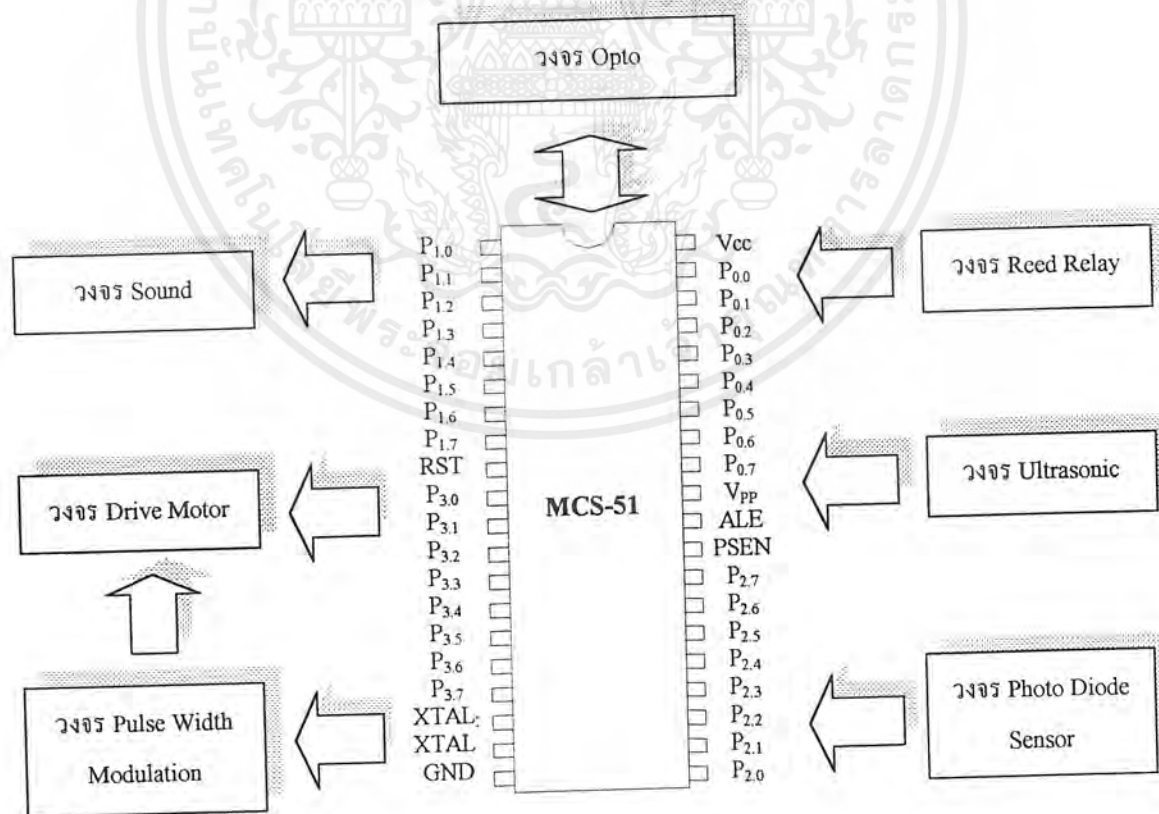 วงจร Opto
วงจร Sound
วงจร Drive Motor
วงจร Pulse Width
Modulation
P1.0
P1.1
P1.2
P1.3
P1.4
P1.5
P1.6
P1.7
RST
P3.0
P3.1
P3.2
P3.3
P3.4
P3.5
P3.6
P3.7
XTAL
XTAL
GND
MCS-51
Vcc
P0.0
P0.1
P0.2
P0.3
P0.4
P0.5
P0.6
P0.7
VPP
ALE
PSEN
P2.7
P2.6
P2.5
P2.4
P2.3
P2.2
P2.1
P2.0
วงจร Reed Relay
วงจร Ultrasonic
วงจร Photo Diode
Sensor